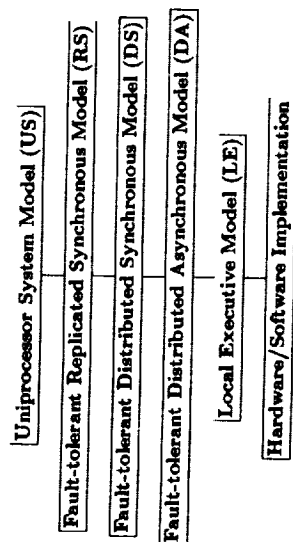 Uniprocessor System Model (US)
Fault-tolerant Replicated Synchronous Model (RS)
Fault-tolerant Distributed Synchronous Model (DS)
Fault-tolerant Distributed Asynchronous Model (DA)
Local Executive Model (LE)
Hardware/Software Implementation